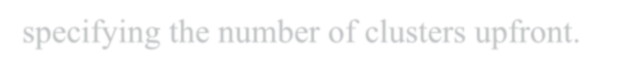 specifying the number of clusters upfront.